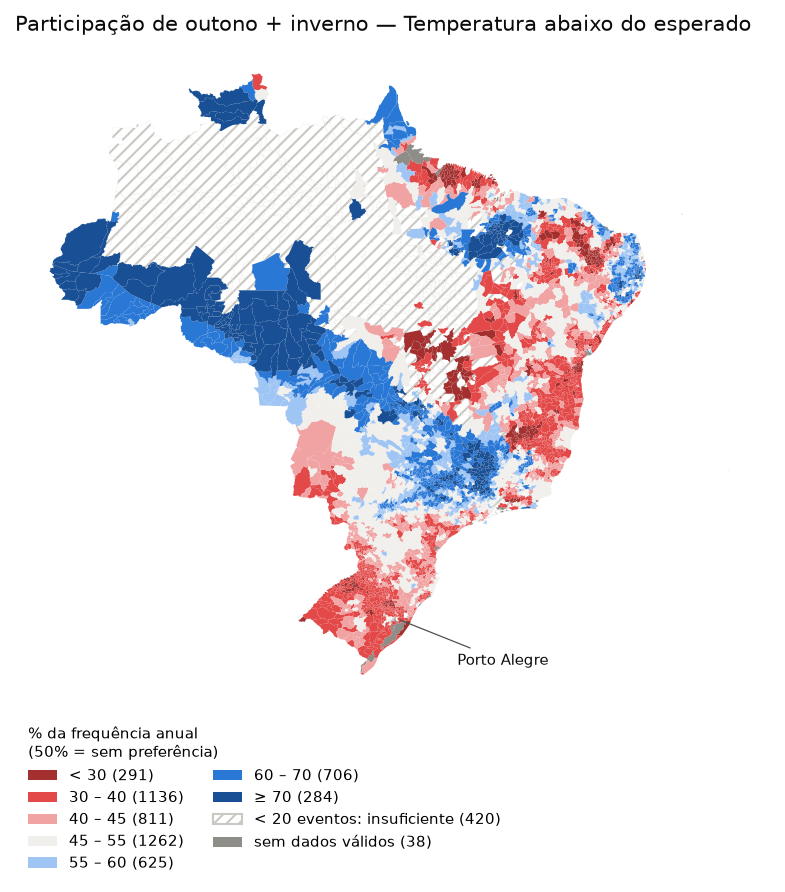 Participação de outono + inverno — Temperatura abaixo do esperado
Porto Alegre
% da frequência anual
(50% = sem preferência)
< 30 (291)
30 – 40 (1136)
40 – 45 (811)
45 – 55 (1262)
55 – 60 (625)
60 – 70 (706)
≥ 70 (284)
< 20 eventos: insuficiente (420)
sem dados válidos (38)